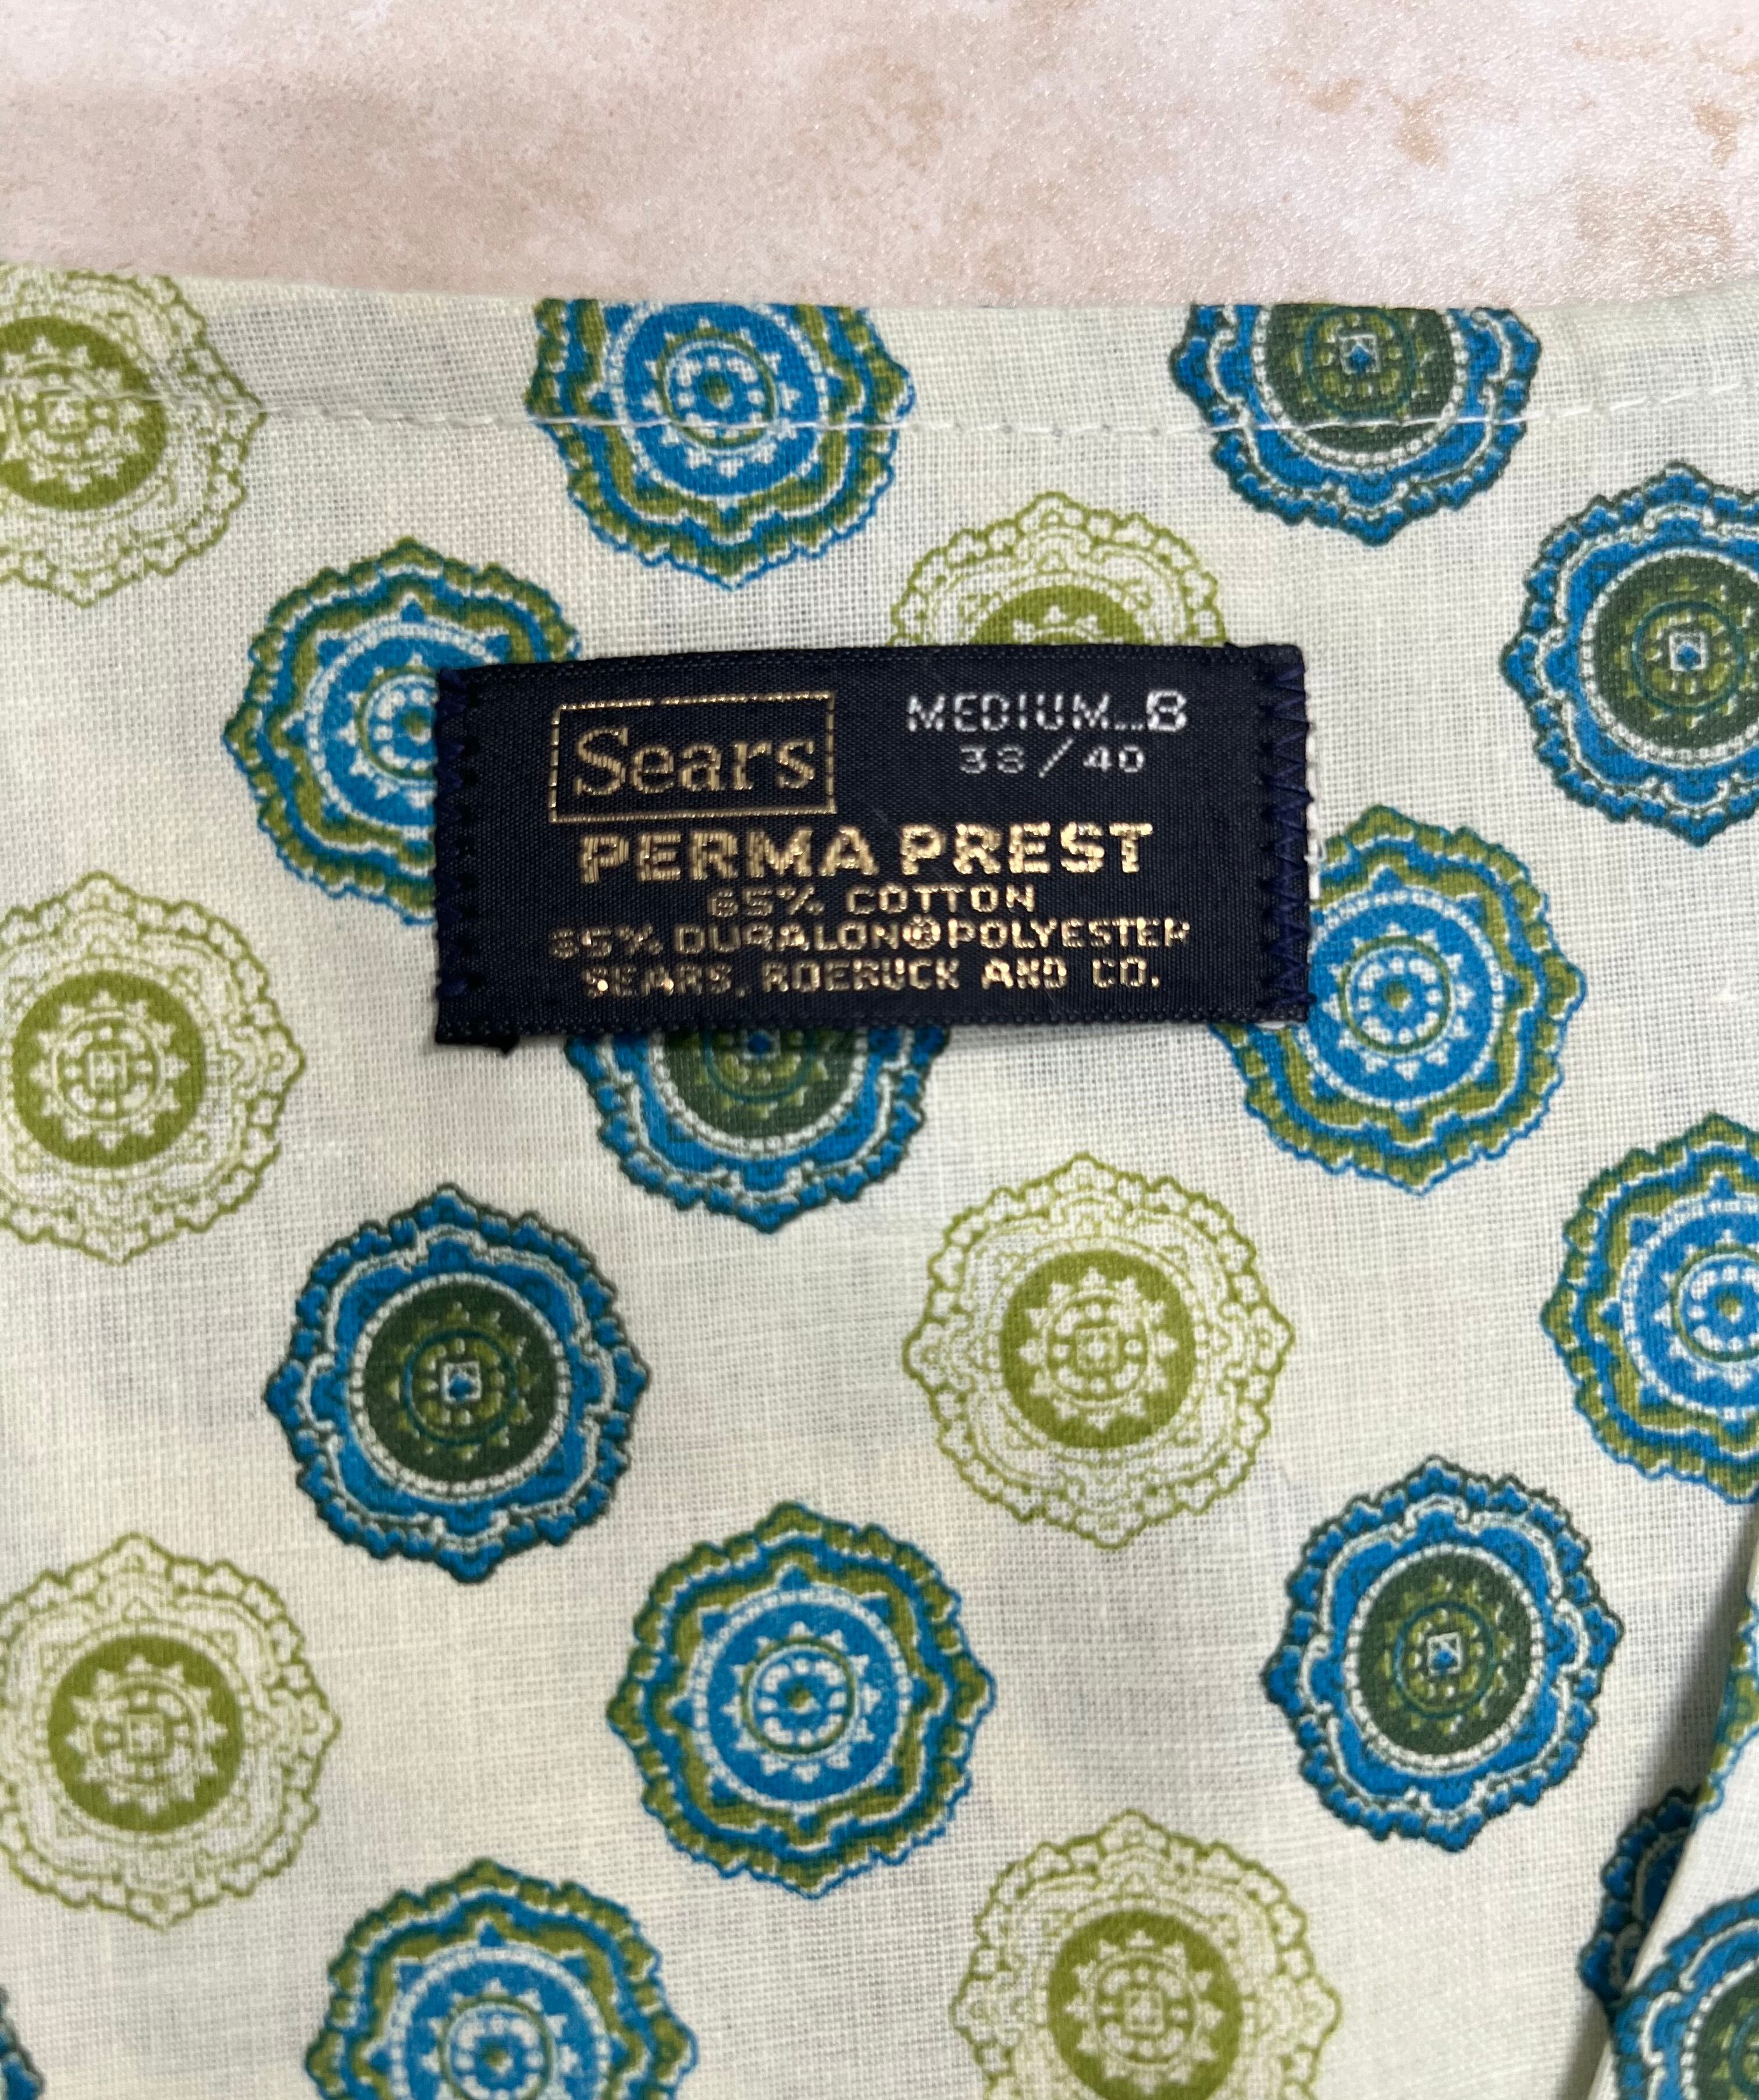 Sears
MEDIUM...B
38/40
PERMA PREST
65% COTTON
35% DURALON® POLYESTER
SEARS, ROEBUCK AND CO.